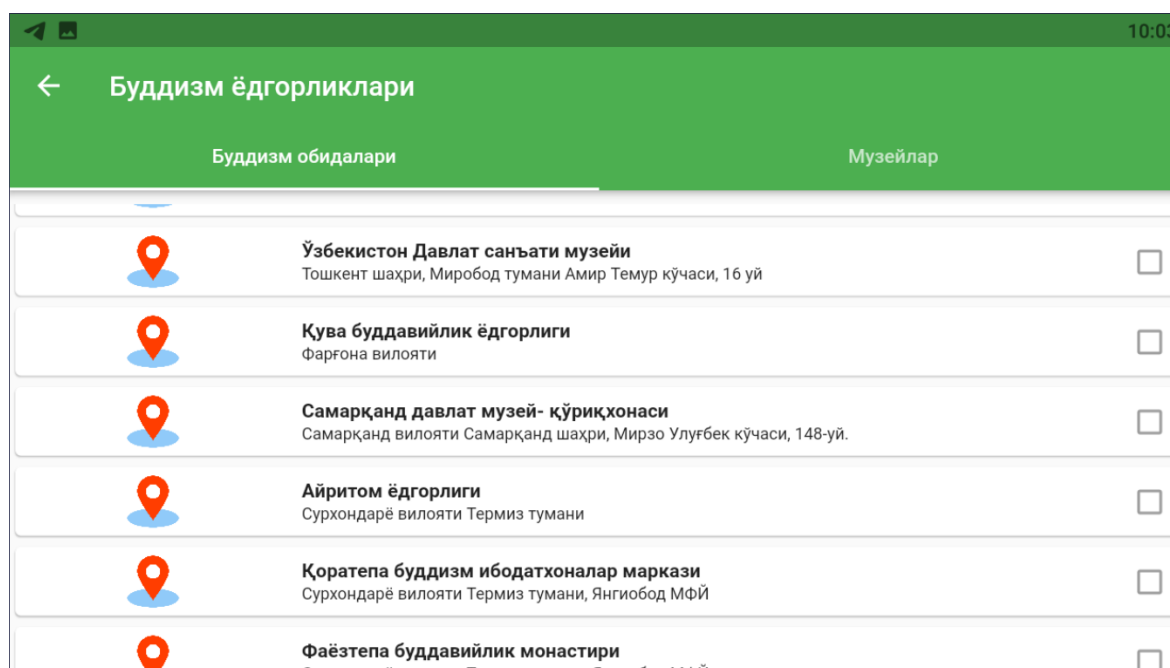 10:03
Буддизм ёдгорликлари
Буддизм обидалари
Музейлар
Ўзбекистон Давлат санъати музейи
Тошкент шаҳри, Миробод тумани Амир Темур кўчаси, 16 уй
Қува буддавийлик ёдгорлиги
Фарғона вилояти
Самарқанд давлат музей- қўриқхонаси
Самарқанд вилояти Самарқанд шаҳри, Мирзо Улуғбек кўчаси, 148-уй.
Айритом ёдгорлиги
Сурхондарё вилояти Термиз тумани
Қоратепа буддизм ибодатхоналар маркази
Сурхондарё вилояти Термиз тумани, Янгиобод МФЙ
Фаёзтепа буддавийлик монастири